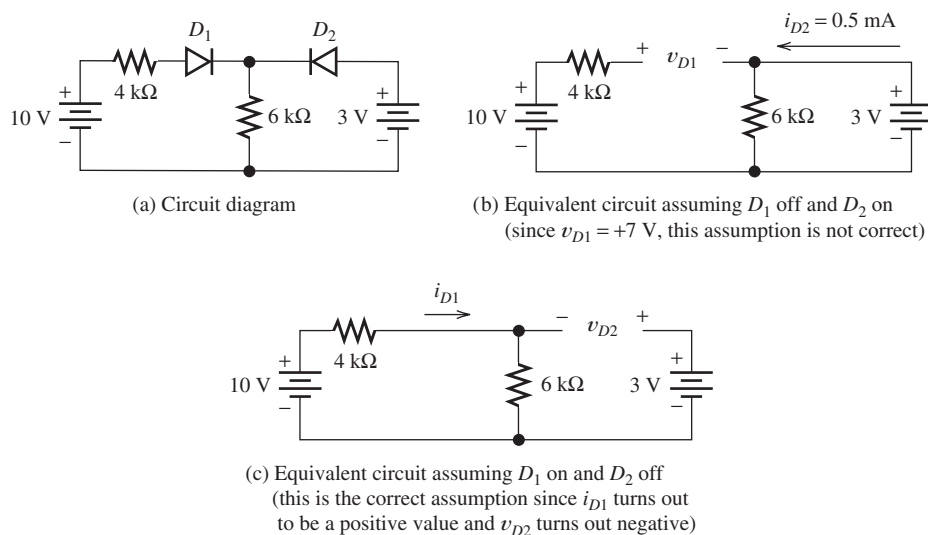 D1
D2
4 kΩ
10 V
+
−
6 kΩ
3 V
+
−
(a) Circuit diagram
iD2 = 0.5 mA
+ vD1 −
4 kΩ
10 V
+
−
6 kΩ
3 V
+
−
(b) Equivalent circuit assuming D1 off and D2 on
(since vD1 = +7 V, this assumption is not correct)
iD1
− vD2 +
4 kΩ
10 V
+
−
6 kΩ
3 V
+
−
(c) Equivalent circuit assuming D1 on and D2 off
(this is the correct assumption since iD1 turns out
to be a positive value and vD2 turns out negative)